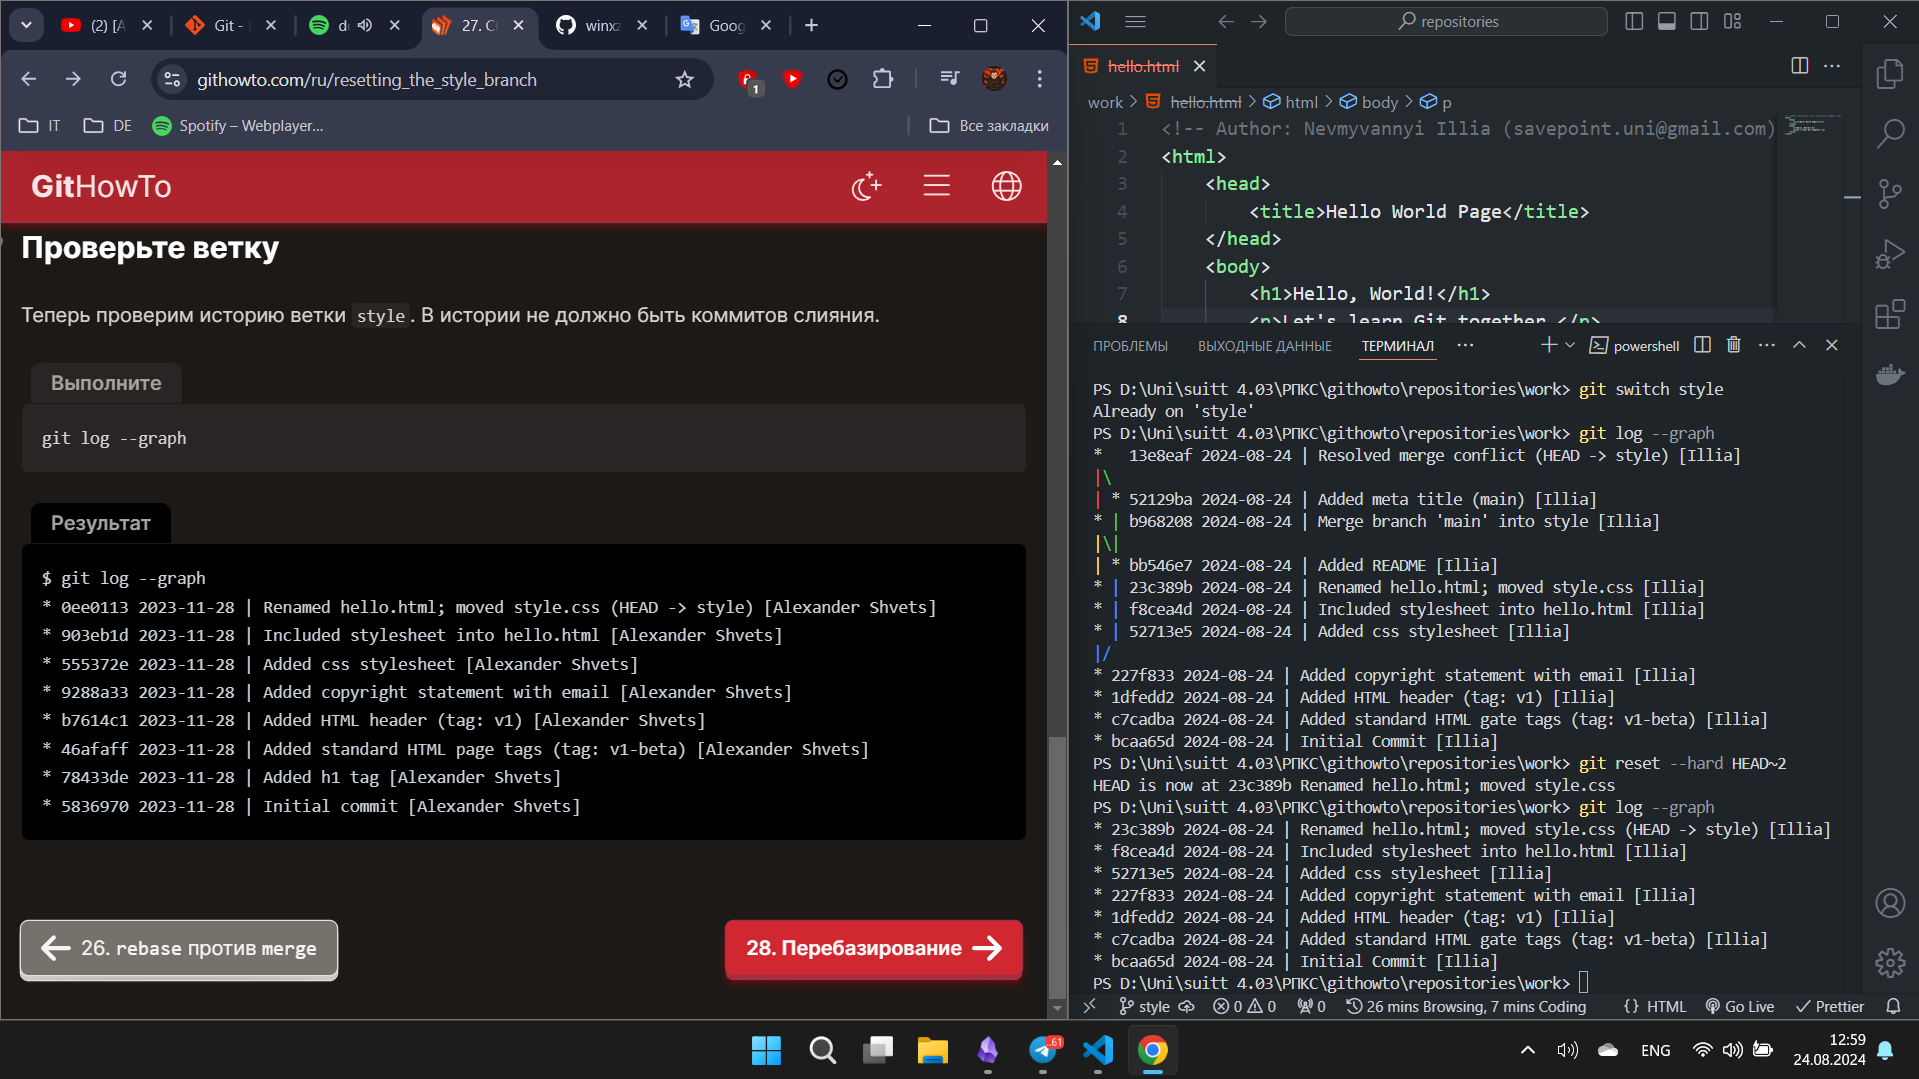 (2) [A
Git -
27. C
winxz
Goog
githowto.com/ru/resetting_the_style_branch
1
IT
DE
Spotify – Webplayer...
Все закладки
GitHowTo
Проверьте ветку
Теперь проверим историю ветки style. В истории не должно быть коммитов слияния.
Выполните
git log --graph
Результат
$ git log --graph
* 0ee0113 2023-11-28 | Renamed hello.html; moved style.css (HEAD -> style) [Alexander Shvets]
* 903eb1d 2023-11-28 | Included stylesheet into hello.html [Alexander Shvets]
* 555372e 2023-11-28 | Added css stylesheet [Alexander Shvets]
* 9288a33 2023-11-28 | Added copyright statement with email [Alexander Shvets]
* b7614c1 2023-11-28 | Added HTML header (tag: v1) [Alexander Shvets]
* 46afaff 2023-11-28 | Added standard HTML page tags (tag: v1-beta) [Alexander Shvets]
* 78433de 2023-11-28 | Added h1 tag [Alexander Shvets]
* 5836970 2023-11-28 | Initial commit [Alexander Shvets]
26. rebase против merge
28. Перебазирование
repositories
hello.html
work > hello.html > html > body > p
1 <!-- Author: Nevmyvannyi Illia (savepoint.uni@gmail.com)
2 <html>
3 <head>
4 <title>Hello World Page</title>
5 </head>
6 <body>
7 <h1>Hello, World!</h1>
8 <p>Let's learn Git together.</p>
ПРОБЛЕМЫ
ВЫХОДНЫЕ ДАННЫЕ
ТЕРМИНАЛ
powershell
PS D:\Uni\suitt 4.03\РПКС\githowto\repositories\work> git switch style
Already on 'style'
PS D:\Uni\suitt 4.03\РПКС\githowto\repositories\work> git log --graph
*   13e8eaf 2024-08-24 | Resolved merge conflict (HEAD -> style) [Illia]
|\
| * 52129ba 2024-08-24 | Added meta title (main) [Illia]
* | b968208 2024-08-24 | Merge branch 'main' into style [Illia]
|\|
| * bb546e7 2024-08-24 | Added README [Illia]
* | 23c389b 2024-08-24 | Renamed hello.html; moved style.css [Illia]
* | f8cea4d 2024-08-24 | Included stylesheet into hello.html [Illia]
* | 52713e5 2024-08-24 | Added css stylesheet [Illia]
|/
* 227f833 2024-08-24 | Added copyright statement with email [Illia]
* 1dfedd2 2024-08-24 | Added HTML header (tag: v1) [Illia]
* c7cadba 2024-08-24 | Added standard HTML gate tags (tag: v1-beta) [Illia]
* bcaa65d 2024-08-24 | Initial Commit [Illia]
PS D:\Uni\suitt 4.03\РПКС\githowto\repositories\work> git reset --hard HEAD~2
HEAD is now at 23c389b Renamed hello.html; moved style.css
PS D:\Uni\suitt 4.03\РПКС\githowto\repositories\work> git log --graph
* 23c389b 2024-08-24 | Renamed hello.html; moved style.css (HEAD -> style) [Illia]
* f8cea4d 2024-08-24 | Included stylesheet into hello.html [Illia]
* 52713e5 2024-08-24 | Added css stylesheet [Illia]
* 227f833 2024-08-24 | Added copyright statement with email [Illia]
* 1dfedd2 2024-08-24 | Added HTML header (tag: v1) [Illia]
* c7cadba 2024-08-24 | Added standard HTML gate tags (tag: v1-beta) [Illia]
* bcaa65d 2024-08-24 | Initial Commit [Illia]
PS D:\Uni\suitt 4.03\РПКС\githowto\repositories\work>
style
0
0
0
26 mins Browsing, 7 mins Coding
{} HTML
Go Live
Prettier
61
ENG
12:59
24.08.2024